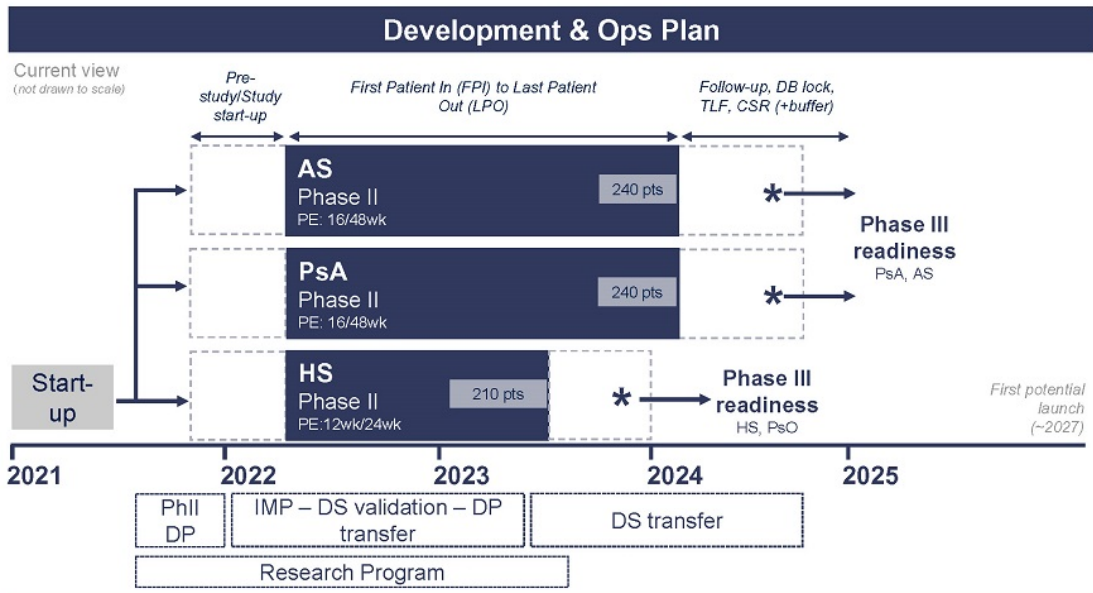 Development & Ops Plan
Current view
(not drawn to scale)
Pre-
study/Study
start-up
First Patient In (FPI) to Last Patient
Out (LPO)
Follow-up, DB lock,
TLF, CSR (+buffer)
AS
Phase II
PE: 16/48wk
240 pts
*
PsA
Phase II
PE: 16/48wk
240 pts
*
Phase III
readiness
PsA, AS
Start-
up
HS
Phase II
PE:12wk/24wk
210 pts
*
Phase III
readiness
HS, PsO
First potential
launch
(~2027)
2021
2022
2023
2024
2025
PhII
DP
IMP – DS validation – DP
transfer
DS transfer
Research Program